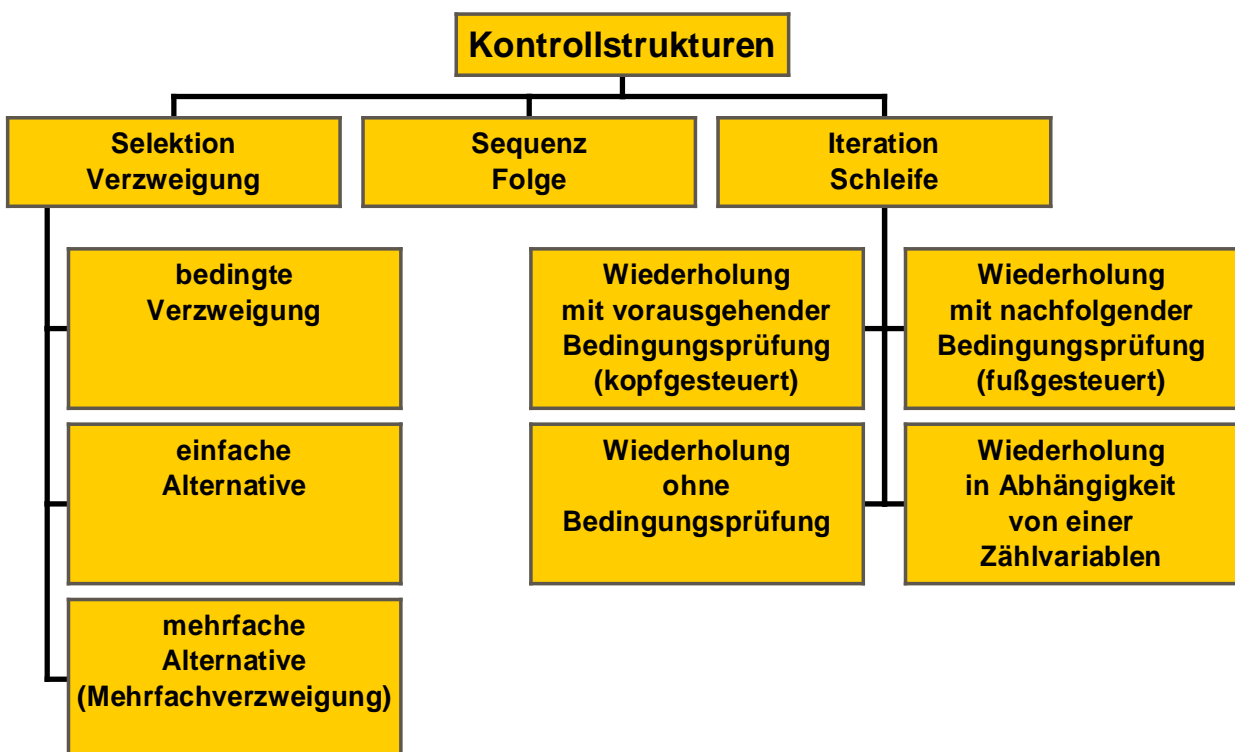 Kontrollstrukturen
Selektion
Verzweigung
Sequenz
Folge
Iteration
Schleife
bedingte
Verzweigung
einfache
Alternative
mehrfache
Alternative
(Mehrfachverzweigung)
Wiederholung
mit vorausgehender
Bedingungsprüfung
(kopfgesteuert)
Wiederholung
mit nachfolgender
Bedingungsprüfung
(fußgesteuert)
Wiederholung
ohne
Bedingungsprüfung
Wiederholung
in Abhängigkeit
von einer
Zählvariablen